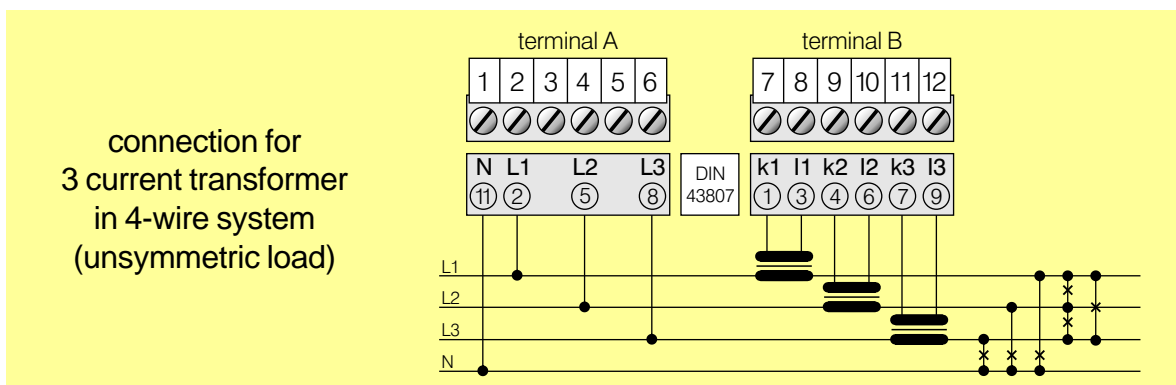 connection for
3 current transformer
in 4-wire system
(unsymmetric load)
terminal A
1 2 3 4 5 6
N L1 L2 L3
11 2 5 8
DIN
43807
terminal B
7 8 9 10 11 12
k1 l1 k2 l2 k3 l3
1 3 4 6 7 9
L1
L2
L3
N